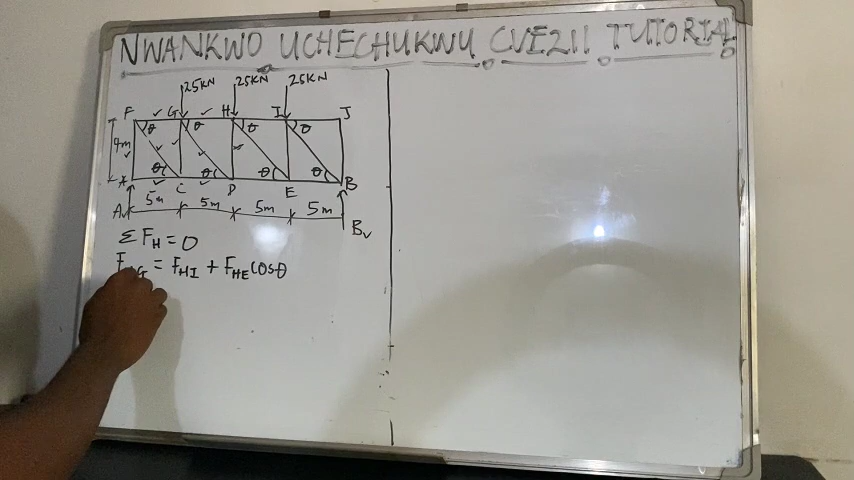 NWANKWO UCHECHUKWU CVE211 TUTORIAL
25KN 25KN 25KN
F G H I J
θ θ θ θ
4m
θ θ θ θ
A C D E B
5m 5m 5m 5m
Av Bv
ΣFH=0
= FHI + FHE cosθ